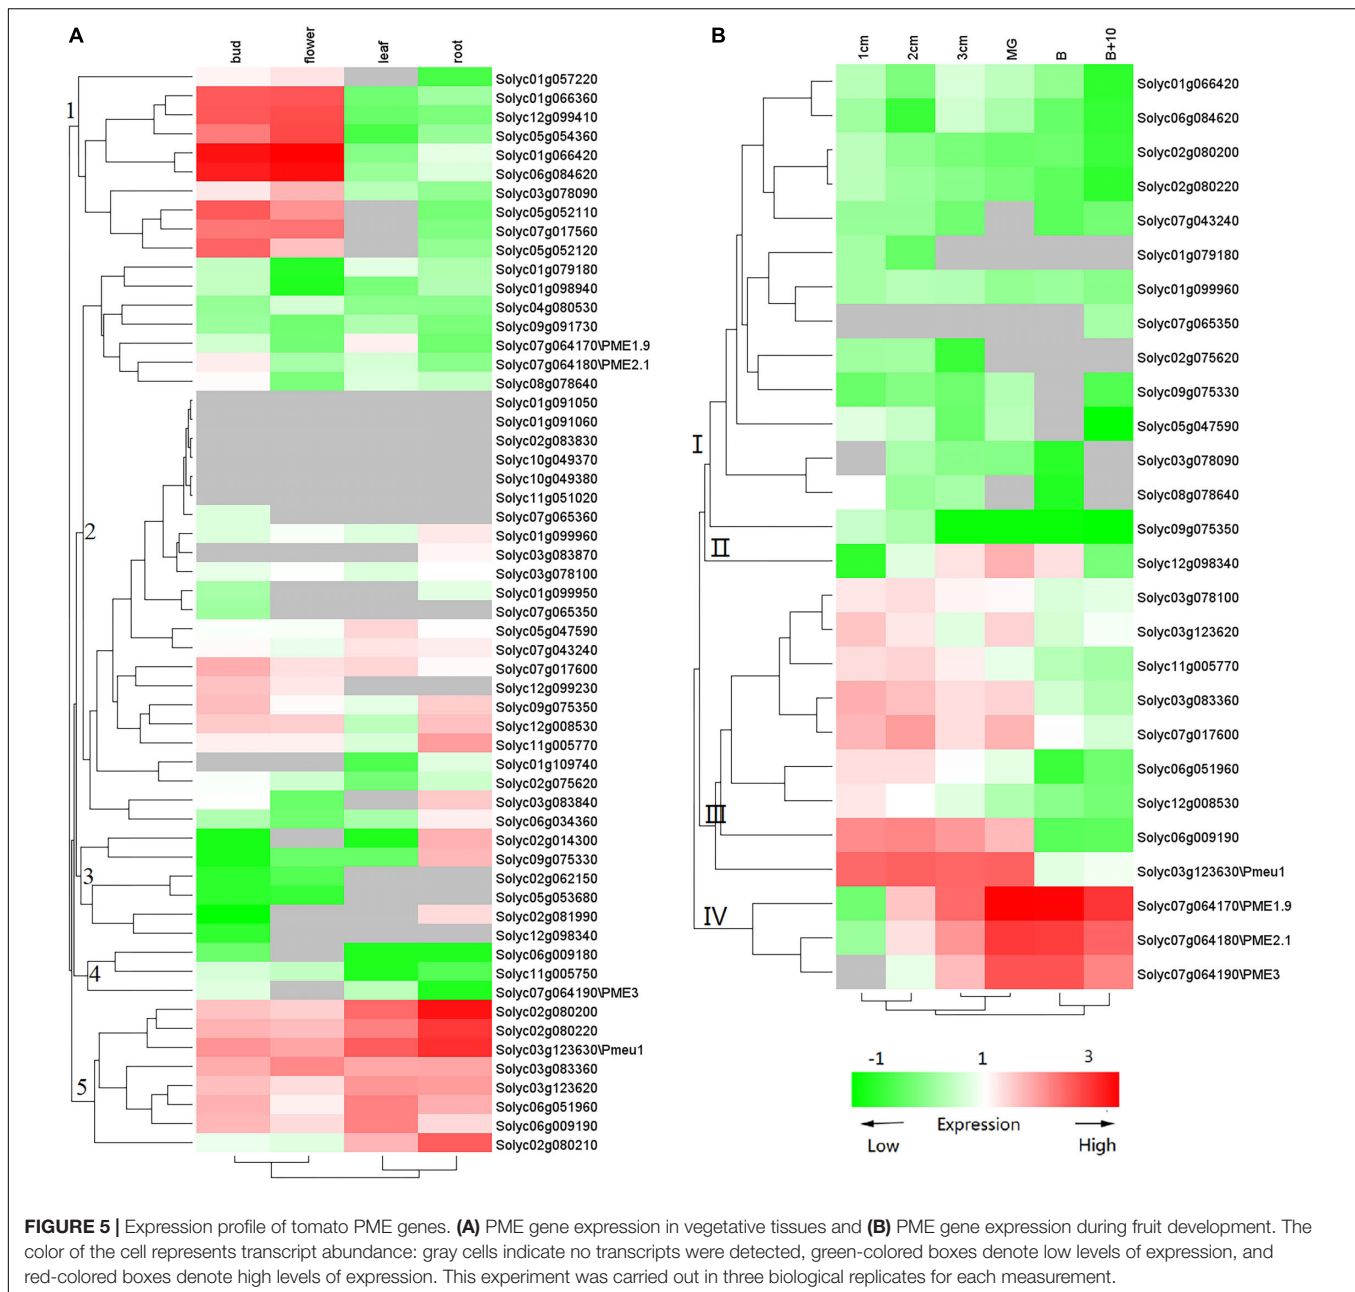 A
bud flower leaf root
Solyc01g057220
Solyc01g066360
Solyc12g099410
Solyc05g054360
Solyc01g066420
Solyc06g084620
Solyc03g078090
Solyc05g052110
Solyc07g017560
Solyc05g052120
Solyc01g079180
Solyc01g098940
Solyc04g080530
Solyc09g091730
Solyc07g064170\PME1.9
Solyc07g064180\PME2.1
Solyc08g078640
Solyc01g091050
Solyc01g091060
Solyc02g083830
Solyc10g049370
Solyc10g049380
Solyc11g051020
Solyc07g065360
Solyc01g099960
Solyc03g083870
Solyc03g078100
Solyc01g099950
Solyc07g065350
Solyc05g047590
Solyc07g043240
Solyc07g017600
Solyc12g099230
Solyc09g075350
Solyc12g008530
Solyc11g005770
Solyc01g109740
Solyc02g075620
Solyc03g083840
Solyc06g034360
Solyc02g014300
Solyc09g075330
Solyc02g062150
Solyc05g053680
Solyc02g081990
Solyc12g098340
Solyc06g009180
Solyc11g005750
Solyc07g064190\PME3
Solyc02g080200
Solyc02g080220
Solyc03g123630\Pmeu1
Solyc03g083360
Solyc03g123620
Solyc06g051960
Solyc06g009190
Solyc02g080210
1
2
3
4
5
B
1cm 2cm 3cm MG B B+10
Solyc01g066420
Solyc06g084620
Solyc02g080200
Solyc02g080220
Solyc07g043240
Solyc01g079180
Solyc01g099960
Solyc07g065350
Solyc02g075620
Solyc09g075330
Solyc05g047590
Solyc03g078090
Solyc08g078640
Solyc09g075350
Solyc12g098340
Solyc03g078100
Solyc03g123620
Solyc11g005770
Solyc03g083360
Solyc07g017600
Solyc06g051960
Solyc12g008530
Solyc06g009190
Solyc03g123630\Pmeu1
Solyc07g064170\PME1.9
Solyc07g064180\PME2.1
Solyc07g064190\PME3
I
II
III
IV
-1 1 3
Expression
Low High
FIGURE 5 | Expression profile of tomato PME genes. (A) PME gene expression in vegetative tissues and (B) PME gene expression during fruit development. The
color of the cell represents transcript abundance: gray cells indicate no transcripts were detected, green-colored boxes denote low levels of expression, and
red-colored boxes denote high levels of expression. This experiment was carried out in three biological replicates for each measurement.